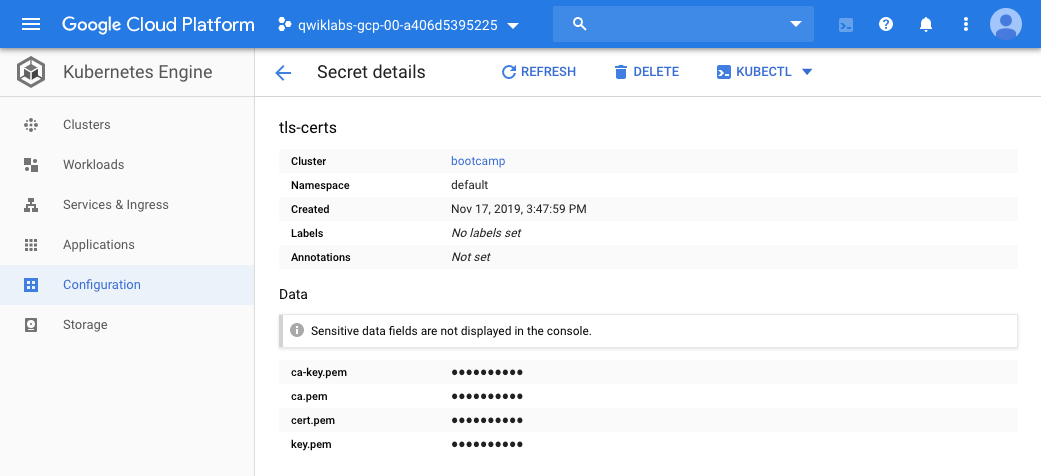 Google Cloud Platform qwiklabs-gcp-00-a406d5395225
Kubernetes Engine
Clusters
Workloads
Services & Ingress
Applications
Configuration
Storage
Secret details REFRESH DELETE KUBECTL
tls-certs
Cluster bootcamp
Namespace default
Created Nov 17, 2019, 3:47:59 PM
Labels No labels set
Annotations Not set
Data
Sensitive data fields are not displayed in the console.
ca-key.pem ●●●●●●●●●●
ca.pem ●●●●●●●●●●
cert.pem ●●●●●●●●●●
key.pem ●●●●●●●●●●